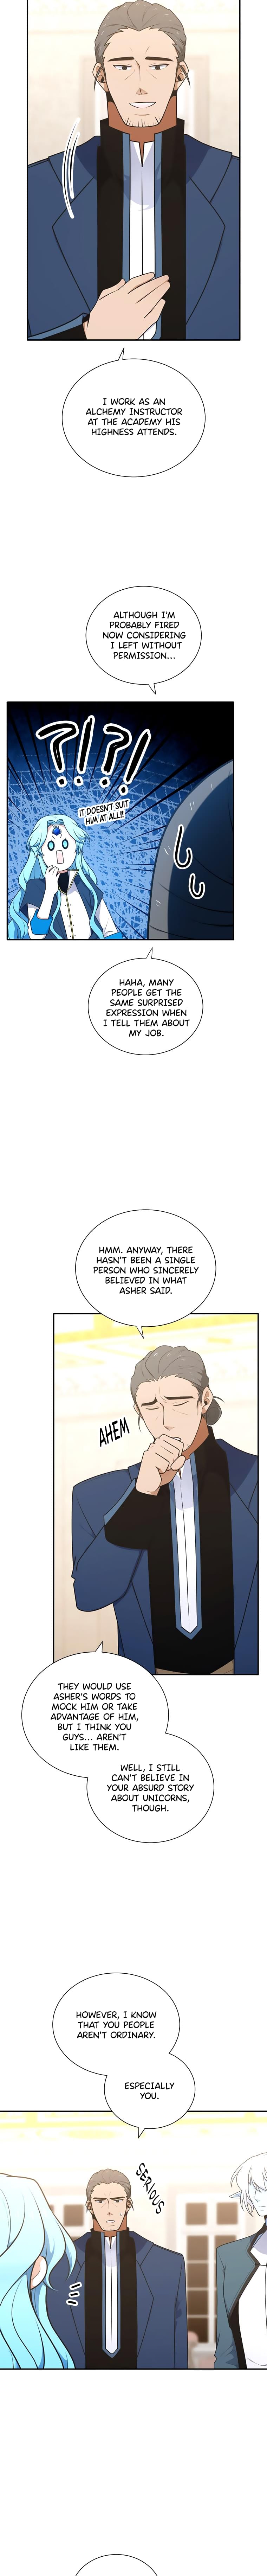 I WORK AS AN
ALCHEMY INSTRUCTOR
AT THE ACADEMY HIS
HIGHNESS ATTENDS.
ALTHOUGH I'M
PROBABLY FIRED
NOW CONSIDERING
I LEFT WITHOUT
PERMISSION...
?!?!
IT DOESN'T SUIT
HIM AT ALL!!
HAHA, MANY
PEOPLE GET THE
SAME SURPRISED
EXPRESSION WHEN
I TELL THEM ABOUT
MY JOB.
HMM. ANYWAY, THERE
HASN'T BEEN A SINGLE
PERSON WHO SINCERELY
BELIEVED IN WHAT
ASHER SAID.
AHEM
THEY WOULD USE
ASHER'S WORDS TO
MOCK HIM OR TAKE
ADVANTAGE OF HIM,
BUT I THINK YOU
GUYS... AREN'T
LIKE THEM.
WELL, I STILL
CAN'T BELIEVE IN
YOUR ABSURD STORY
ABOUT UNICORNS,
THOUGH.
HOWEVER, I KNOW
THAT YOU PEOPLE
AREN'T ORDINARY.
ESPECIALLY
YOU.
SERIOUS